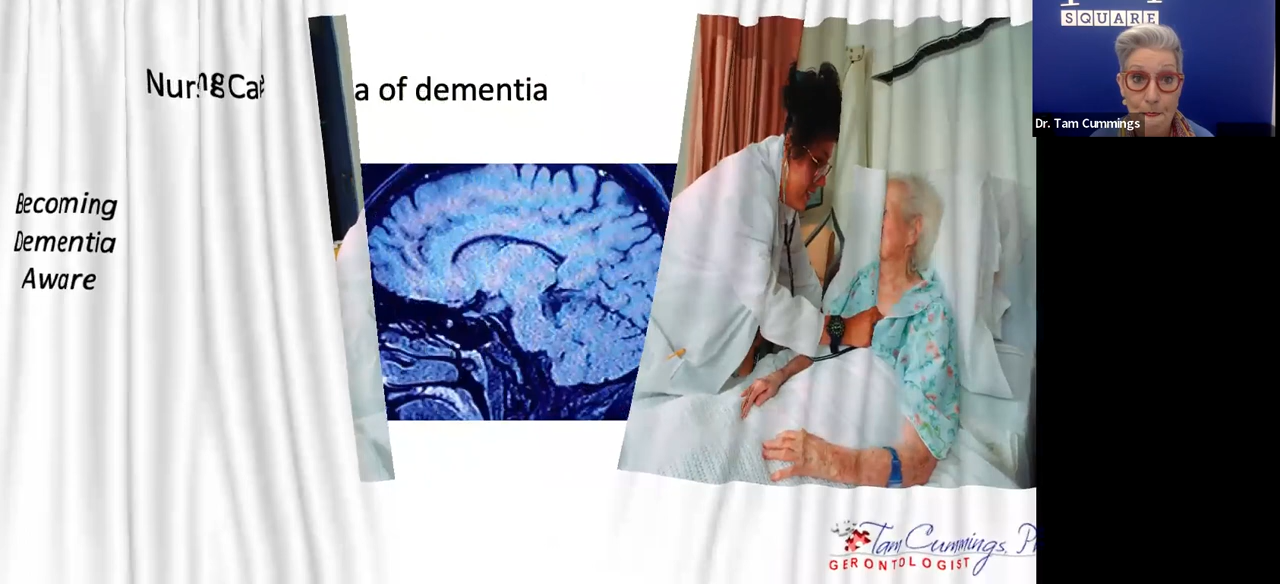 a of dementia
Becoming
Dementia
Aware
SQUARE
Dr. Tam Cummings
Tam Cummings,
GERONTOLOGIST